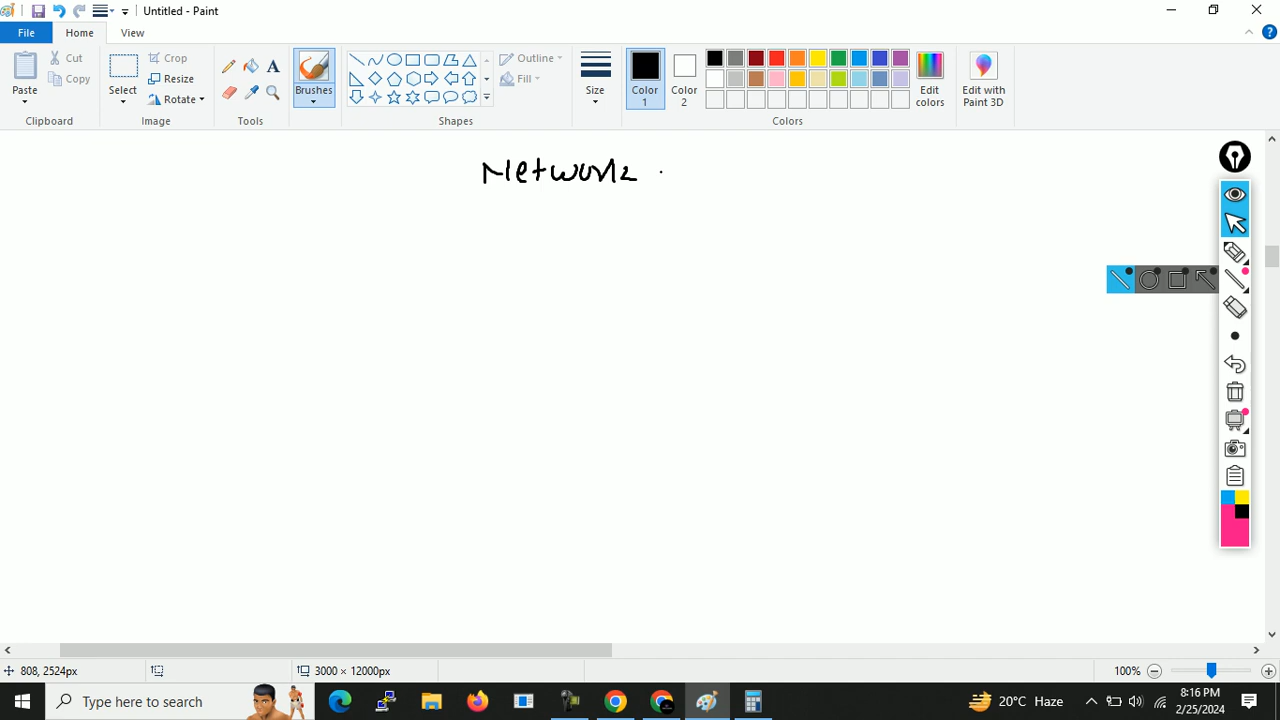 Untitled - Paint
File
Home
View
Paste
Cut
Copy
Clipboard
Select
Crop
Resize
Rotate
Image
Tools
Brushes
Outline
Fill
Shapes
Size
Color 1
Color 2
Edit colors
Edit with Paint 3D
Colors
Network
808, 2524px
3000 × 12000px
100%
Type here to search
20°C Haze
8:16 PM
2/25/2024